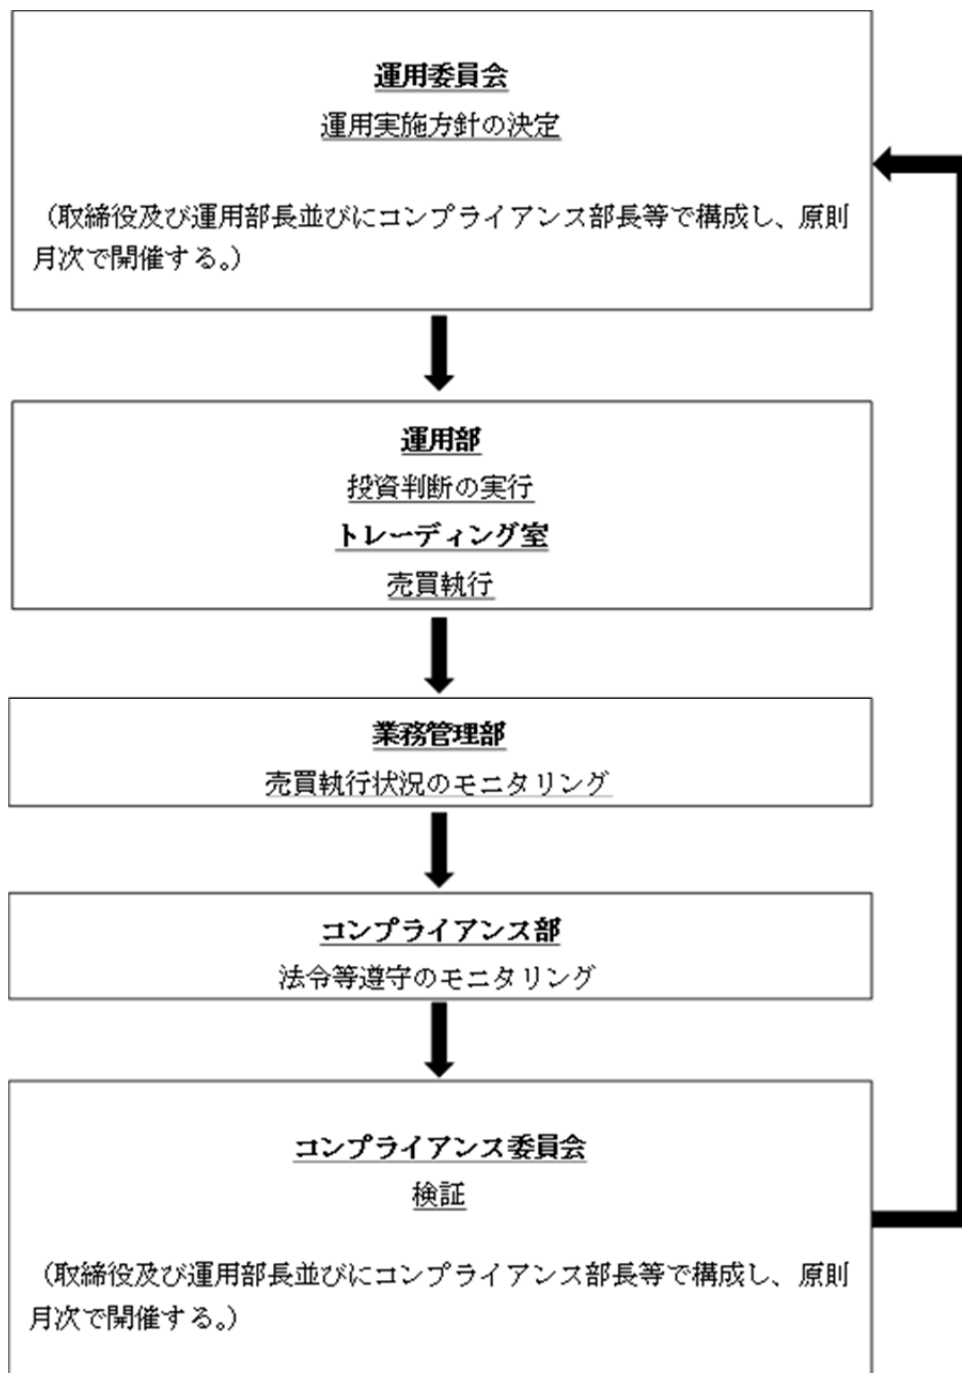 運用委員会
運用実施方針の決定
（取締役及び運用部長並びにコンプライアンス部長等で構成し、原則
月次で開催する。）
運用部
投資判断の実行
トレーディング室
売買執行
業務管理部
売買執行状況のモニタリング
コンプライアンス部
法令等遵守のモニタリング
コンプライアンス委員会
検証
（取締役及び運用部長並びにコンプライアンス部長等で構成し、原則
月次で開催する。）